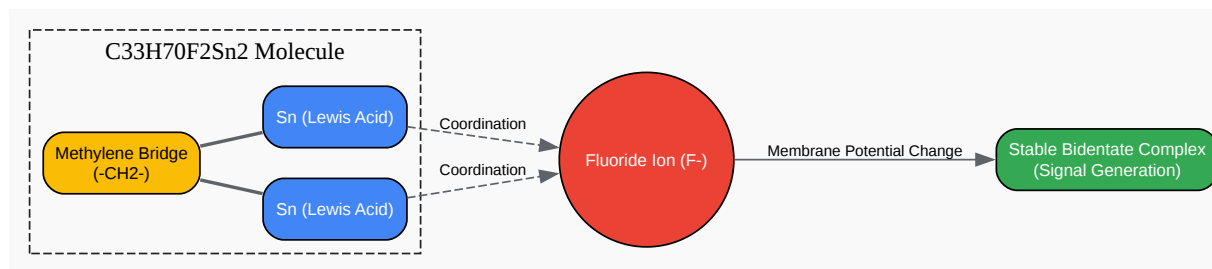 C33H70F2Sn2 Molecule
Methylene Bridge
(-CH2-)
Sn (Lewis Acid)
Sn (Lewis Acid)
Coordination
Coordination
Fluoride Ion (F-)
Membrane Potential Change
Stable Bidentate Complex
(Signal Generation)